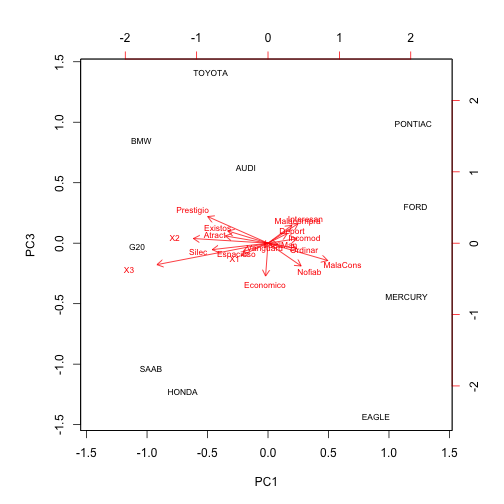 -2 -1 0 1 2
1.5 TOYOTA
2
1.0 PONTIAC
BMW
1
AUDI
0.5
Prestigio FORD
Interesan
Existos Deport
X2 Atract Incomod
PC3 0.0 G20 0
Silec Ordinar
Espacioso
X1
X3 MalaCons
Nofiab
Economico
-0.5 MERCURY
-1
-1.0 SAAB
HONDA
-2
-1.5 EAGLE
-1.5 -1.0 -0.5 0.0 0.5 1.0 1.5
PC1